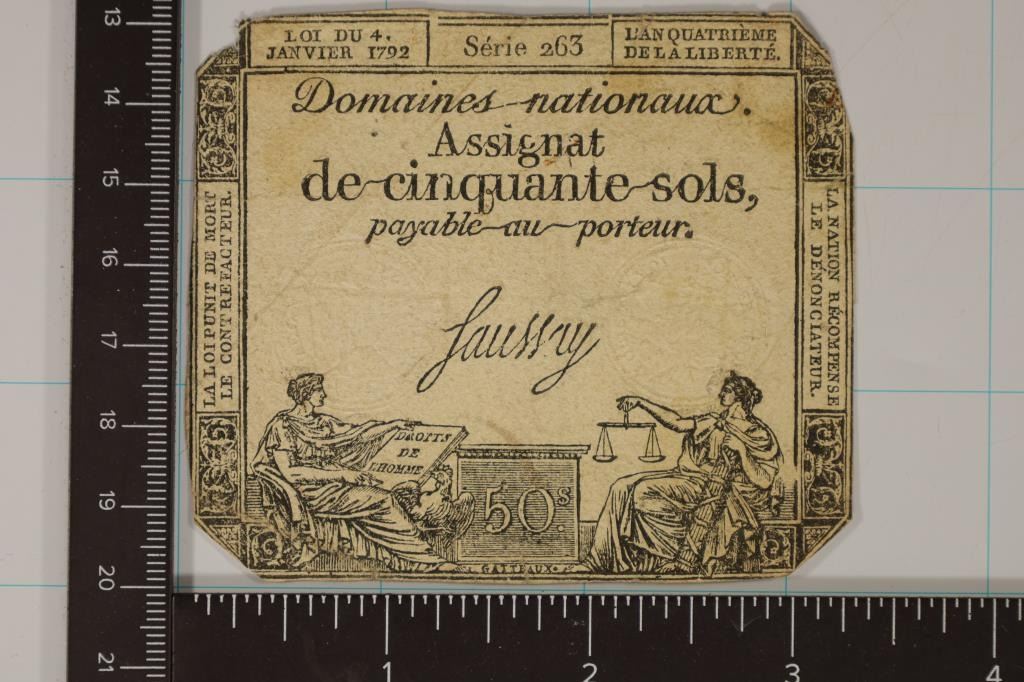 LOI DU 4.
JANVIER 1792
Série 263
L'AN QUATRIÈME
DE LA LIBERTÉ.
Domaines nationaux.
Assignat
de cinquante sols,
payable au porteur.
LA LOI PUNIT DE MORT
LE CONTREFACTEUR.
LA NATION RÉCOMPENSE
LE DÉNONCIATEUR.
Saussay
DROITS
DE
L'HOMME
50.s
GATTEAUX
13
14
15
16
17
18
19
20
21
1 2 3 4